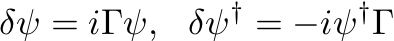 δψ = iΓψ, δψ† = −iψ†Γ